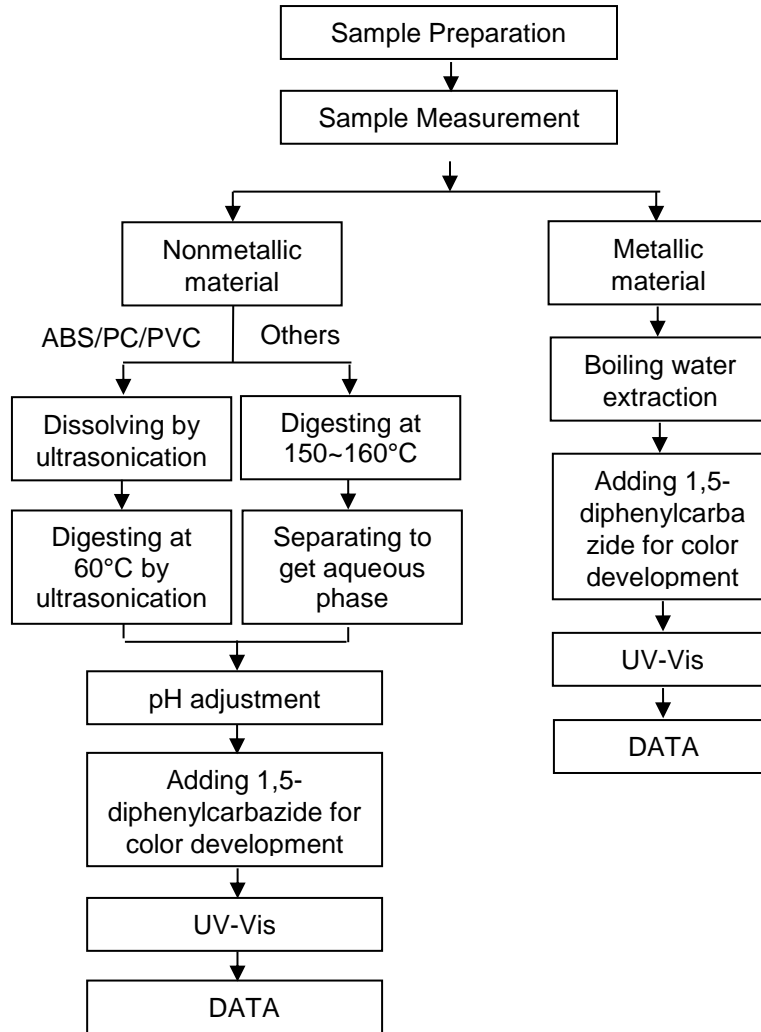 Sample Preparation
Sample Measurement
Nonmetallic
material
ABS/PC/PVC
Others
Dissolving by
ultrasonication
Digesting at
150~160°C
Digesting at
60°C by
ultrasonication
Separating to
get aqueous
phase
pH adjustment
Adding 1,5-
diphenylcarbazide for
color development
UV-Vis
DATA
Metallic
material
Boiling water
extraction
Adding 1,5-
diphenylcarba
zide for color
development
UV-Vis
DATA